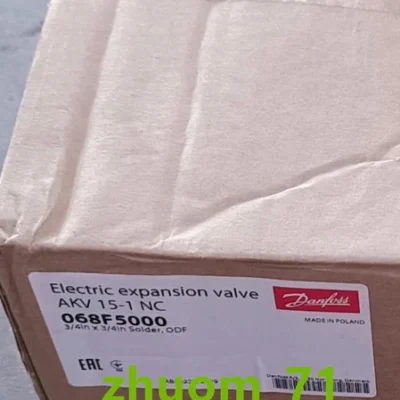 Electric expansion valve
AKV 15-1 NC
068F5000
3/4in x 3/4in Solder, ODF
Danfoss
MADE IN POLAND
EAC
zhuom_71